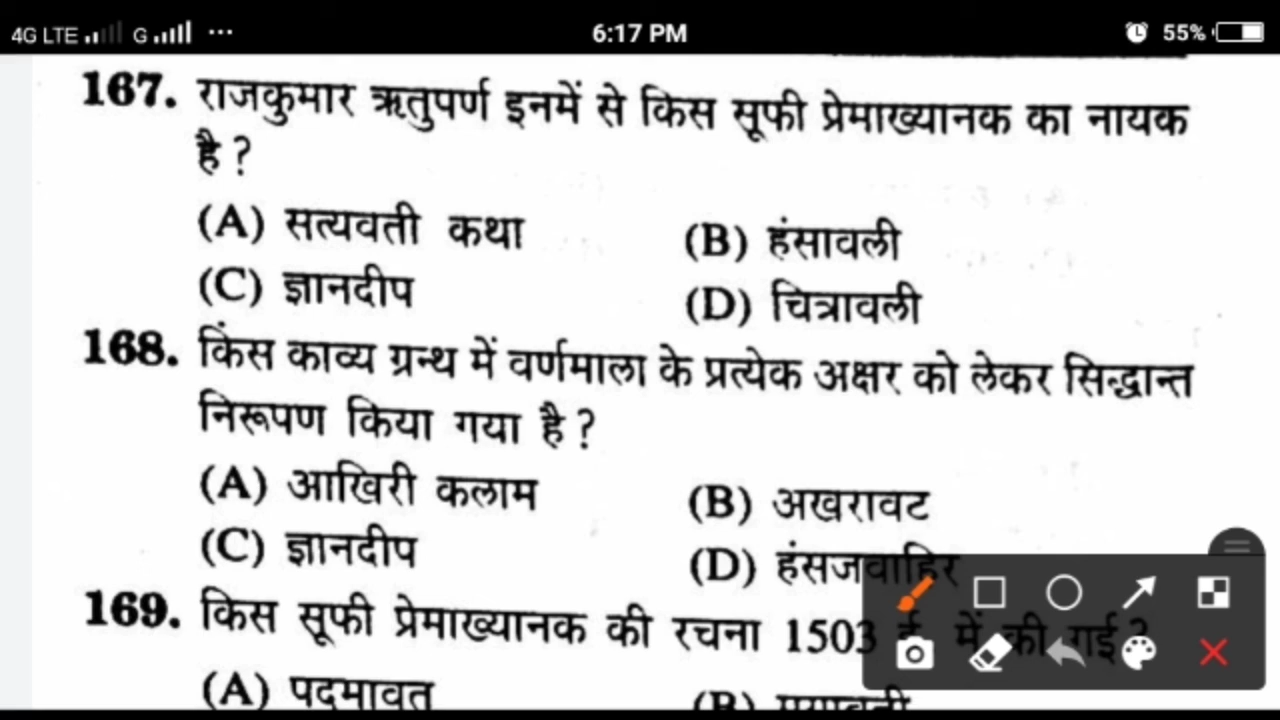 4G LTE G ... 6:17 PM 55%
167. राजकुमार ऋतुपर्ण इनमें से किस सूफी प्रेमाख्यानक का नायक
है ?
(A) सत्यवती कथा (B) हंसावली
(C) ज्ञानदीप (D) चित्रावली
168. किंस काव्य ग्रन्थ में वर्णमाला के प्रत्येक अक्षर को लेकर सिद्धान्त
निरूपण किया गया है ?
(A) आखिरी कलाम (B) अखरावट
(C) ज्ञानदीप (D) हंसजवाहिर
169. किस सूफी प्रेमाख्यानक की रचना 1503 ई. में की गई ?
(A) पदमावत (B)